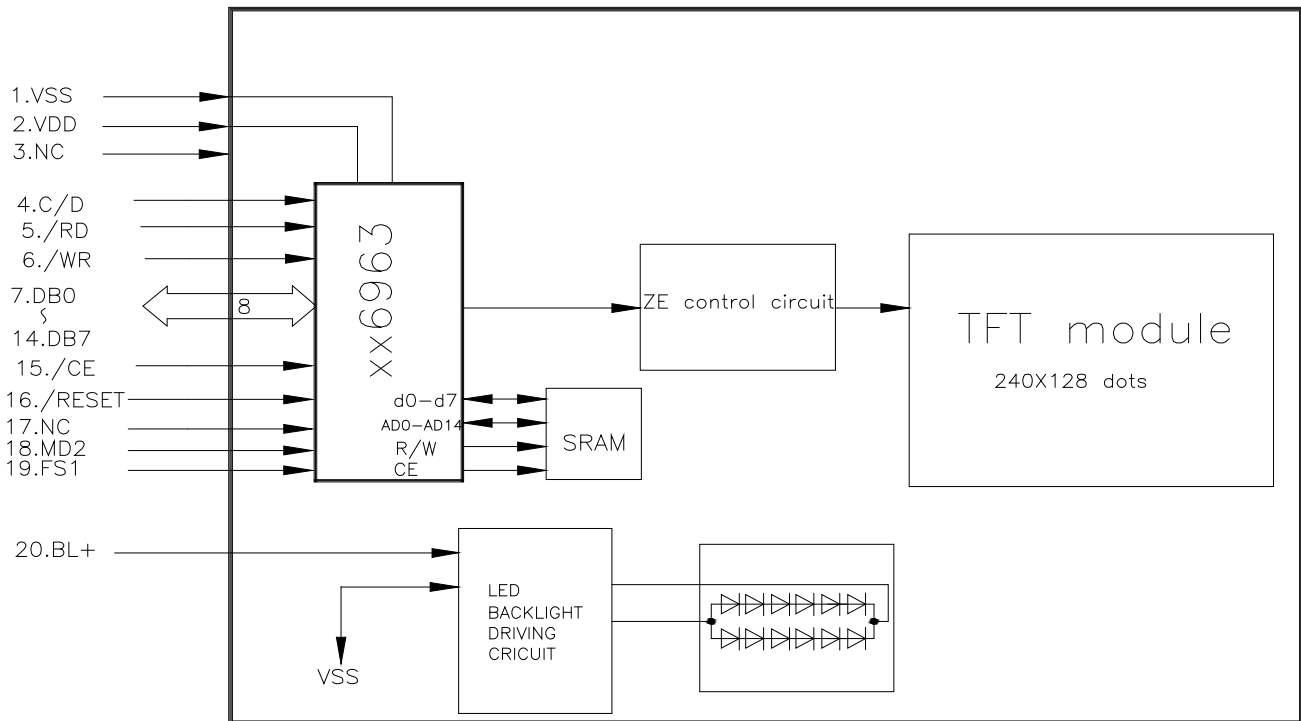 1.VSS
2.VDD
3.NC
4.C/D
5./RD
6./WR
7.DB0
14.DB7
8
15./CE
16./RESET
17.NC
18.MD2
19.FS1
20.BL+
VSS
xx6963
d0-d7
AD0-AD14
R/W
CE
SRAM
ZE control circuit
TFT module
240X128 dots
LED
BACKLIGHT
DRIVING
CRICUIT